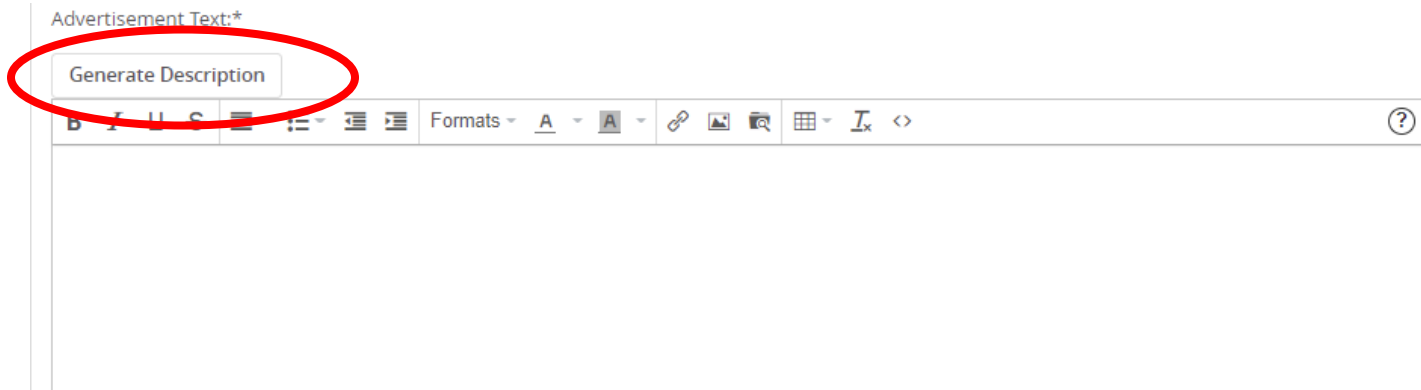 Advertisement Text:*
Generate Description
B I U S Formats A A <>  ?